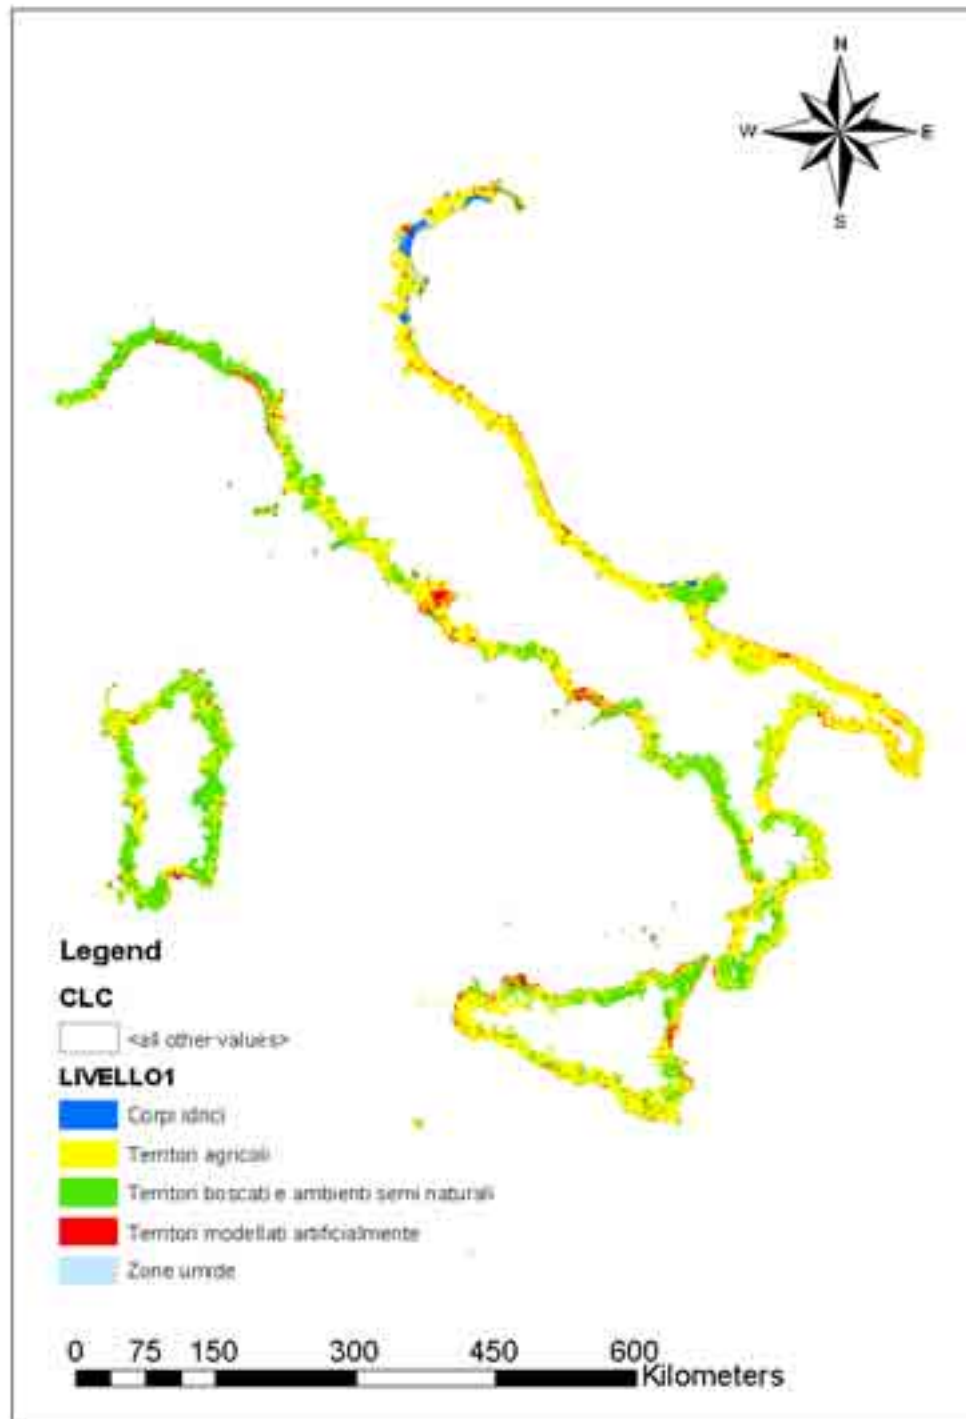 N
W E
S
Legend
CLC
<all other values>
LIVELLO1
Corpi idrici
Territori agricoli
Territori boscati e ambienti semi naturali
Territori modellati artificialmente
Zone umide
0 75 150 300 450 600
Kilometers